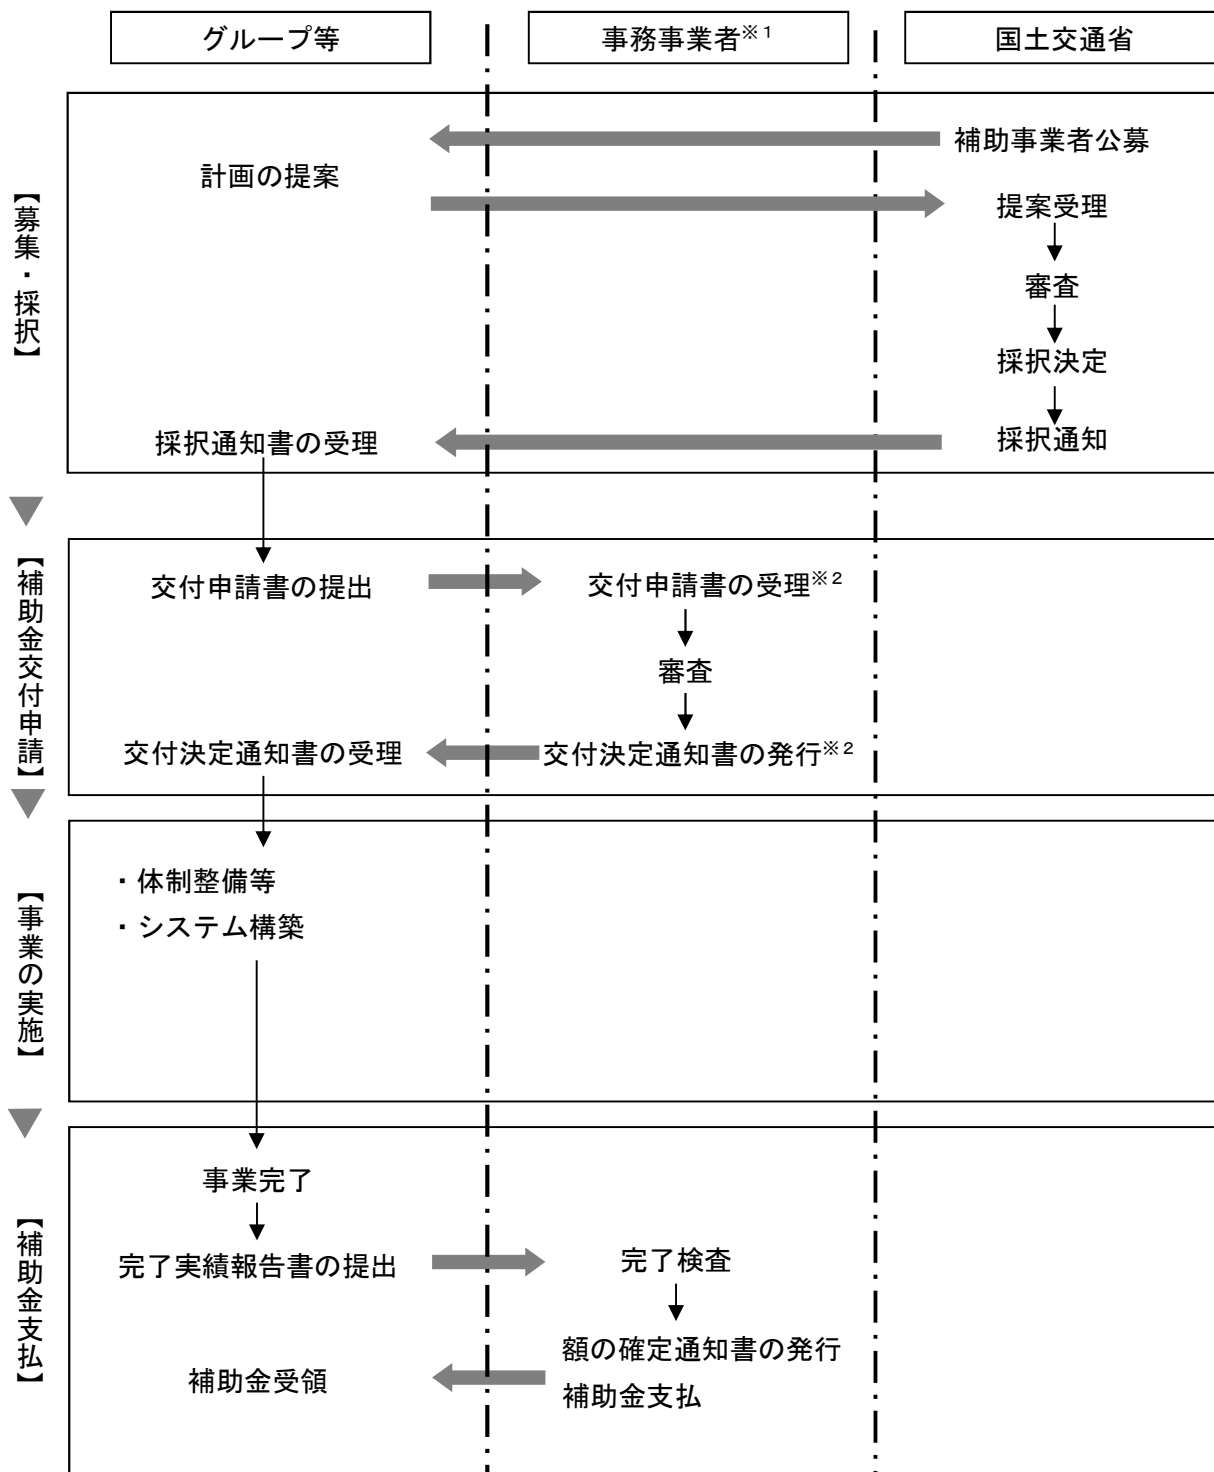 グループ等
事務事業者※1
国土交通省
【募集・採択】
補助事業者公募
計画の提案
提案受理
審査
採択決定
採択通知書の受理
採択通知
【補助金交付申請】
交付申請書の提出
交付申請書の受理※2
審査
交付決定通知書の受理
交付決定通知書の発行※2
【事業の実施】
・体制整備等
・システム構築
【補助金支払】
事業完了
完了実績報告書の提出
完了検査
額の確定通知書の発行
補助金受領
補助金支払